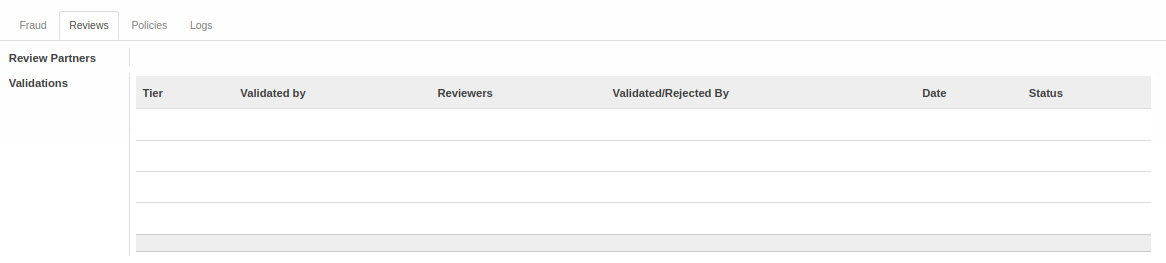 Fraud Reviews Policies Logs
Review Partners
Validations
Tier Validated by Reviewers Validated/Rejected By Date Status